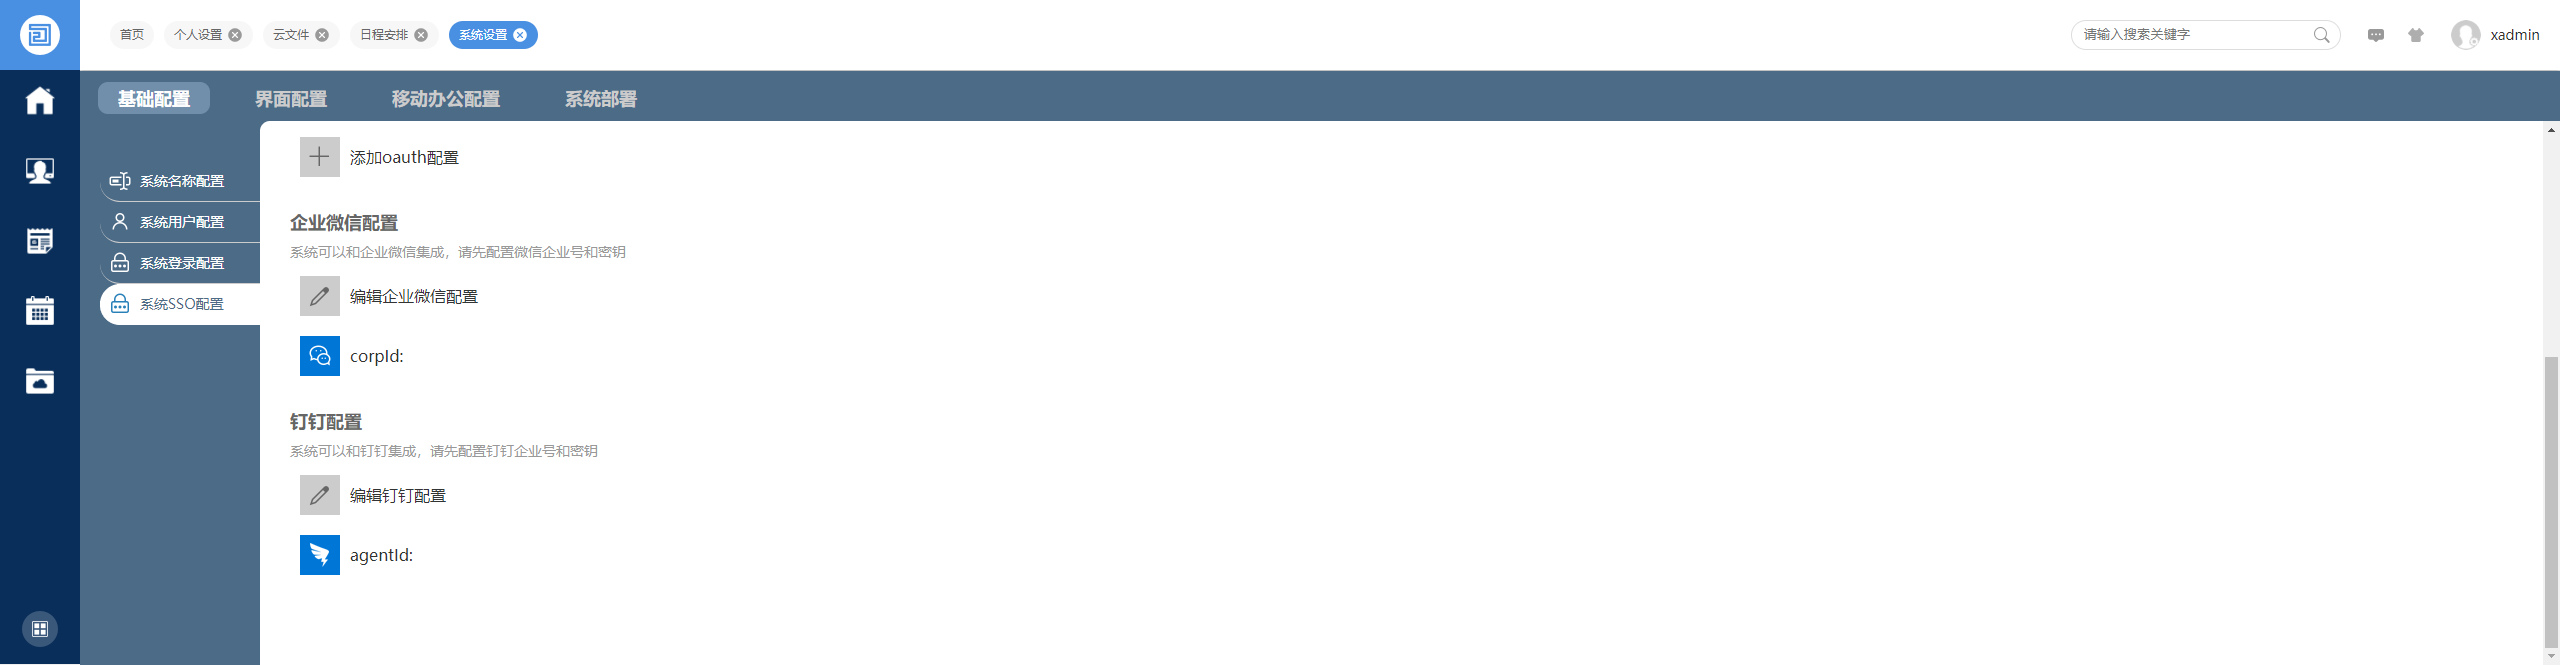 首页
个人设置
云文件
日程安排
系统设置
请输入搜索关键字
xadmin
基础配置
界面配置
移动办公配置
系统部署
系统名称配置
系统用户配置
系统登录配置
系统SSO配置
添加oauth配置
企业微信配置
系统可以和企业微信集成，请先配置微信企业号和密钥
编辑企业微信配置
corpId:
钉钉配置
系统可以和钉钉集成，请先配置钉钉企业号和密钥
编辑钉钉配置
agentId: